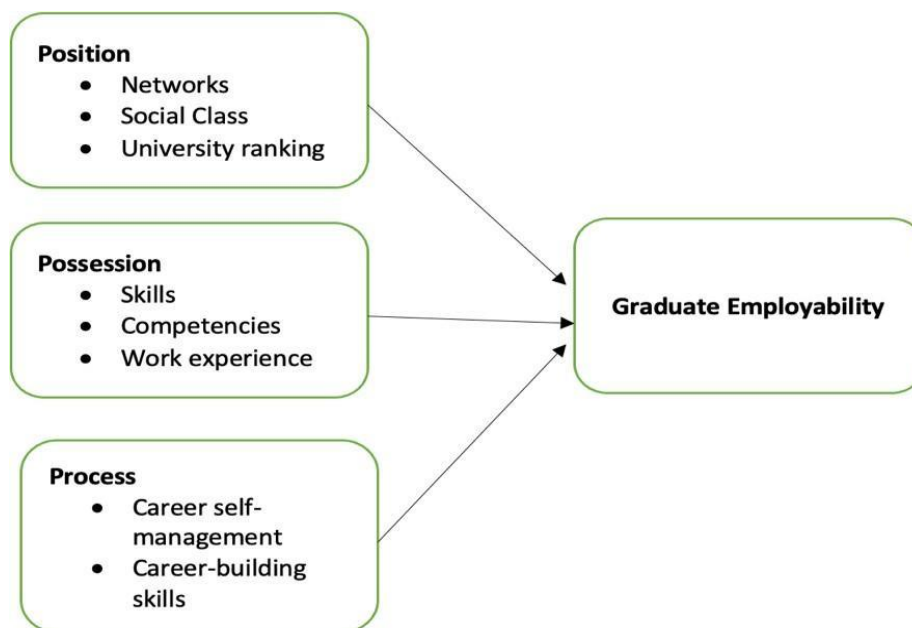 Position
• Networks
• Social Class
• University ranking
Possession
• Skills
• Competencies
• Work experience
Graduate Employability
Process
• Career self-
management
• Career-building
skills